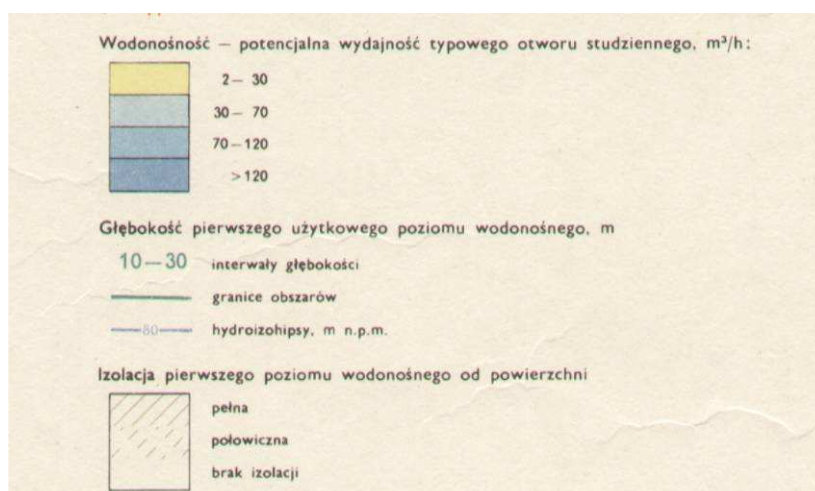 Wodonośność – potencjalna wydajność typowego otworu studziennego, m³/h:
2 – 30
30 – 70
70 – 120
> 120
Głębokość pierwszego użytkowego poziomu wodonośnego, m
10 – 30 interwały głębokości
granice obszarów
80 hydroizohipsy, m n.p.m.
Izolacja pierwszego poziomu wodonośnego od powierzchni
pełna
połowiczna
brak izolacji